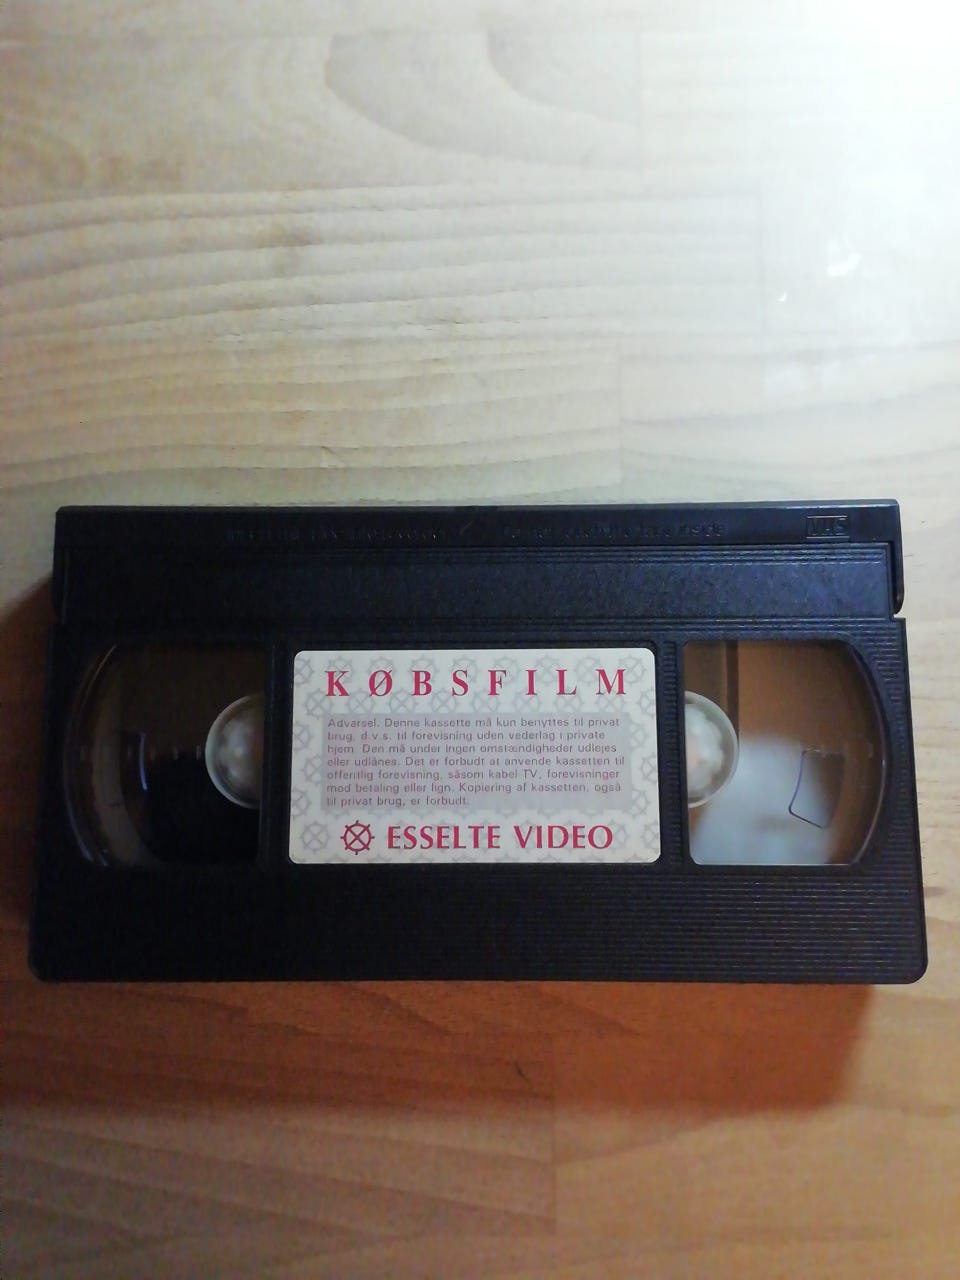 VHS
KØBSFILM
Advarsel. Denne kassette må kun benyttes til privat
brug, d.v.s. til forevisning uden vederlag i private
hjem. Den må under ingen omstændigheder udlejes
eller udlånes. Det er forbudt at anvende kassetten til
offentlig forevisning, såsom kabel TV, forevisninger
mod betaling eller lign. Kopiering af kassetten, også
til privat brug, er forbudt.
ESSELTE VIDEO